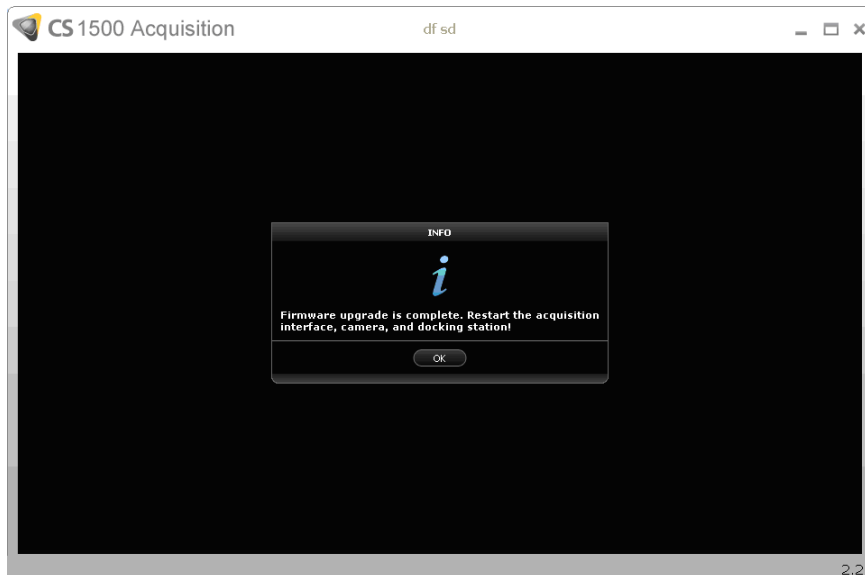 CS 1500 Acquisition
df sd
INFO
Firmware upgrade is complete. Restart the acquisition
interface, camera, and docking station!
OK
2.2